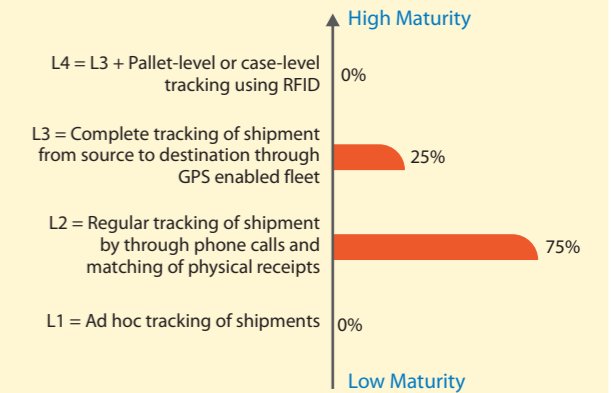 High Maturity
L4 = L3 + Pallet-level or case-level
tracking using RFID
0%
L3 = Complete tracking of shipment
from source to destination through
GPS enabled fleet
25%
L2 = Regular tracking of shipment
by through phone calls and
matching of physical receipts
75%
L1 = Ad hoc tracking of shipments
0%
Low Maturity